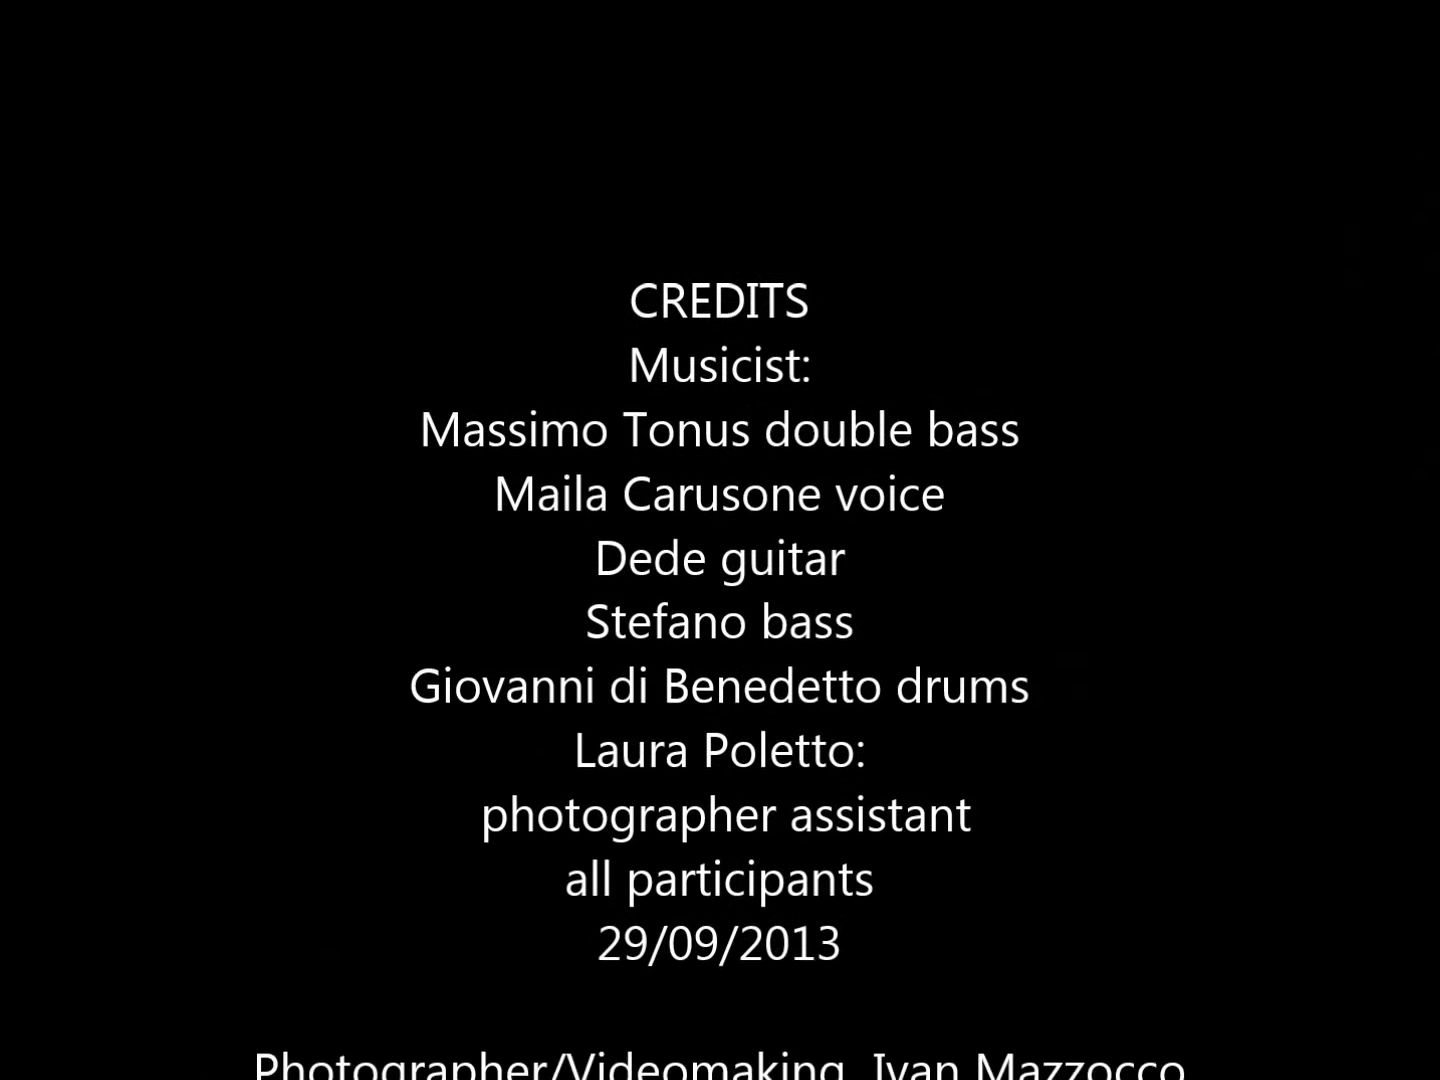 CREDITS
Musicist:
Massimo Tonus double bass
Maila Carusone voice
Dede guitar
Stefano bass
Giovanni di Benedetto drums
Laura Poletto:
photographer assistant
all participants
29/09/2013
Photographer/Videomaking Ivan Mazzocco